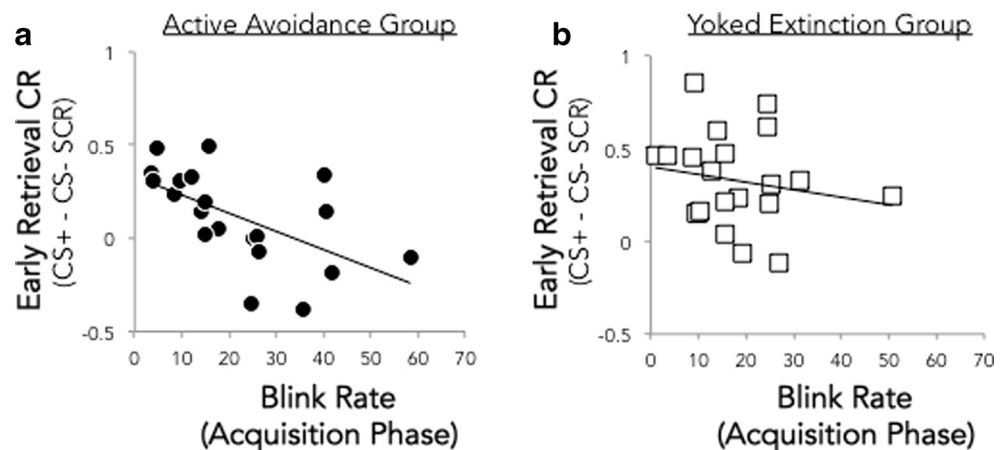 a
Active Avoidance Group
Early Retrieval CR
(CS+ - CS- SCR)
1
0.5
0
-0.5
0 10 20 30 40 50 60 70
Blink Rate
(Acquisition Phase)
b
Yoked Extinction Group
Early Retrieval CR
(CS+ - CS- SCR)
1
0.5
0
-0.5
0 10 20 30 40 50 60 70
Blink Rate
(Acquisition Phase)